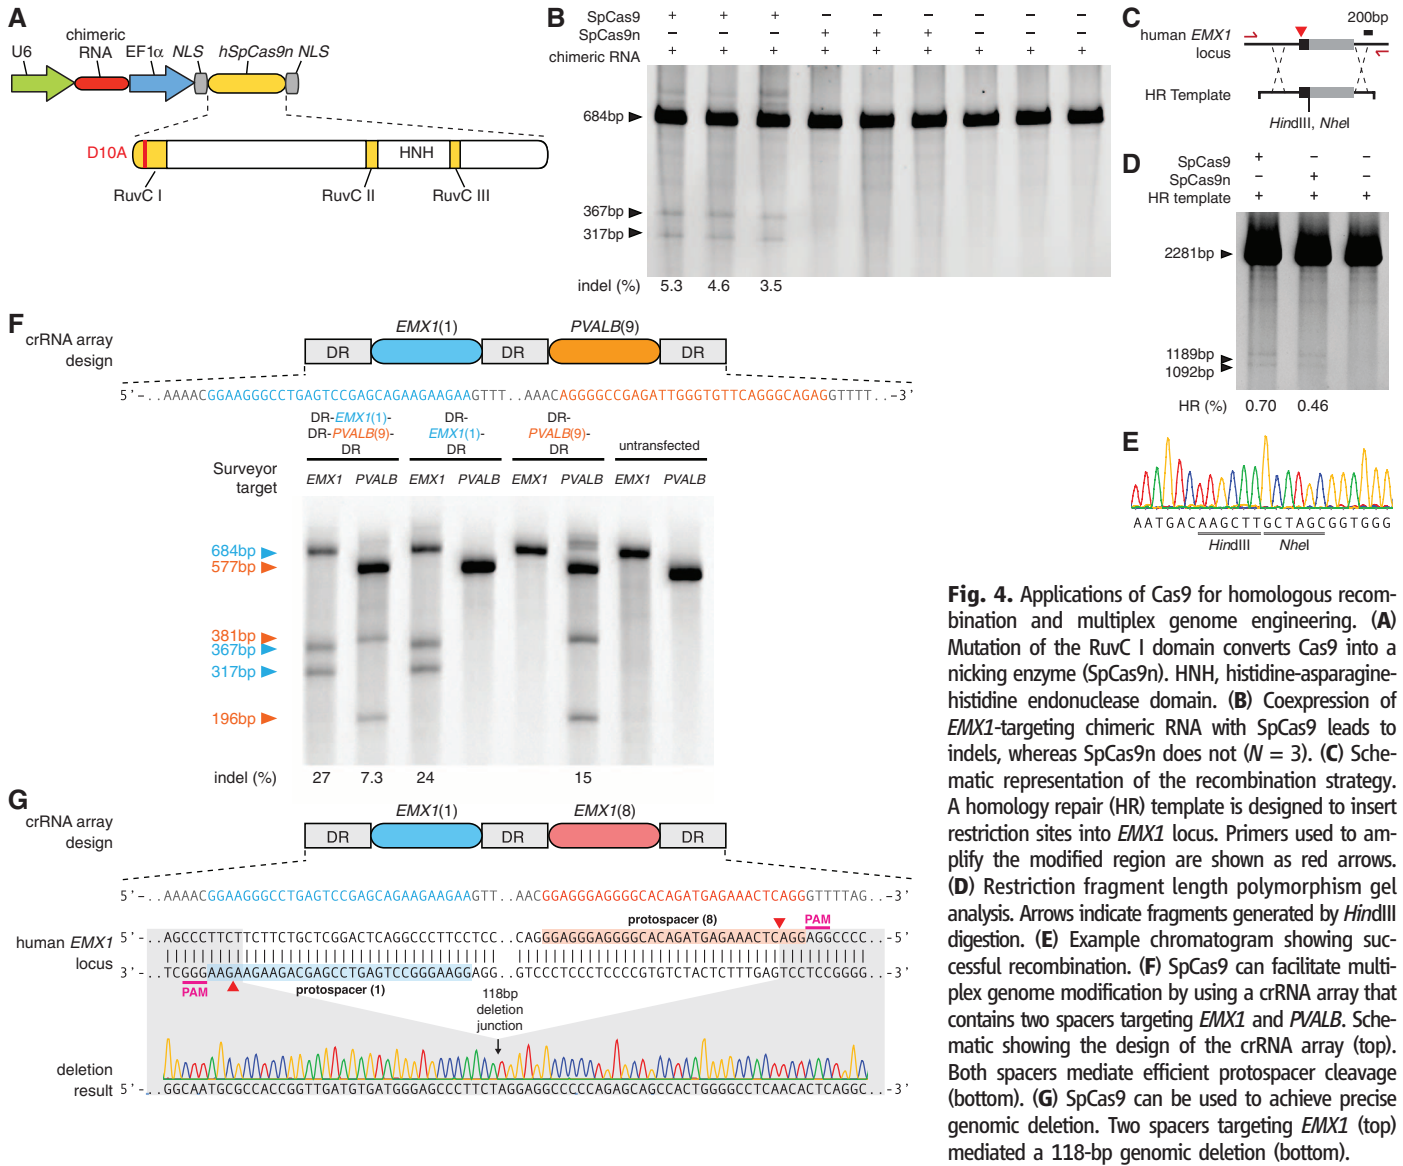 A
U6
chimeric
RNA
EF1α
NLS
hSpCas9n
NLS
D10A
HNH
RuvC I
RuvC II
RuvC III
B
SpCas9 + + + – – – – – –
SpCas9n – – – + + + – – –
chimeric RNA + + + + + + + + +
684bp
367bp
317bp
indel (%) 5.3 4.6 3.5
C
200bp
human EMX1
locus
HR Template
HindIII, NheI
D
SpCas9 + – –
SpCas9n – + –
HR template + + +
2281bp
1189bp
1092bp
HR (%) 0.70 0.46
E
AATGACAAGCTTGCTAGCGGTGGG
HindIII NheI
F
crRNA array
design
EMX1(1) PVALB(9)
DR DR DR
5'-..AAAACGGAAGGGCCTGAGTCCGAGCAGAAGAAGAAGTTT..AAACAGGGGCCGAGATTGGGTGTTCAGGGCAGAGGTTTT..-3'
DR-EMX1(1)-
DR-PVALB(9)-
DR
DR-
EMX1(1)-
DR
DR-
PVALB(9)-
DR
untransfected
Surveyor
target
EMX1 PVALB EMX1 PVALB EMX1 PVALB EMX1 PVALB
684bp
577bp
381bp
367bp
317bp
196bp
indel (%) 27 7.3 24 15
G
crRNA array
design
EMX1(1) EMX1(8)
DR DR DR
5'-..AAAACGGAAGGGCCTGAGTCCGAGCAGAAGAAGAAGTT..AACGGAGGGAGGGGCACAGATGAGAAACTCAGGGTTTTAG..-3'
protospacer (8) PAM
human EMX1
locus
5'-..AGCCCTTCTTCTTCTGCTCGGACTCAGGCCCTTCCTCC..CAGGGAGGGAGGGGCACAGATGAGAAACTCAGGAGGCCCC..-3'
3'-..TCGGGAAGAAGAAGACGAGCCTGAGTCCGGGAAGGAGG..GTCCCTCCCTCCCCGTGTCTACTCTTTGAGTCCTCCGGGG..-5'
PAM protospacer (1)
118bp
deletion
junction
deletion
result
5'-..GGCAATGCGCCACCGGTTGATGTGATGGGAGCCCTTCTAGGAGGCCCCCAGAGCAGCCACTGGGGCCTCAACACTCAGGC..-3'
Fig. 4. Applications of Cas9 for homologous recom-
bination and multiplex genome engineering. (A)
Mutation of the RuvC I domain converts Cas9 into a
nicking enzyme (SpCas9n). HNH, histidine-asparagine-
histidine endonuclease domain. (B) Coexpression of
EMX1-targeting chimeric RNA with SpCas9 leads to
indels, whereas SpCas9n does not (N = 3). (C) Sche-
matic representation of the recombination strategy.
A homology repair (HR) template is designed to insert
restriction sites into EMX1 locus. Primers used to am-
plify the modified region are shown as red arrows.
(D) Restriction fragment length polymorphism gel
analysis. Arrows indicate fragments generated by HindIII
digestion. (E) Example chromatogram showing suc-
cessful recombination. (F) SpCas9 can facilitate multi-
plex genome modification by using a crRNA array that
contains two spacers targeting EMX1 and PVALB. Sche-
matic showing the design of the crRNA array (top).
Both spacers mediate efficient protospacer cleavage
(bottom). (G) SpCas9 can be used to achieve precise
genomic deletion. Two spacers targeting EMX1 (top)
mediated a 118-bp genomic deletion (bottom).